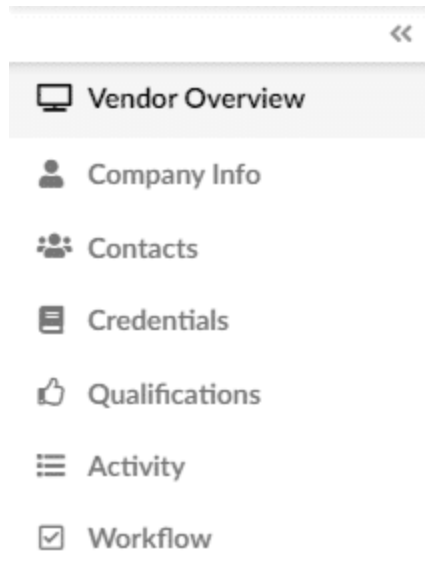 Vendor Overview
Company Info
Contacts
Credentials
Qualifications
Activity
Workflow